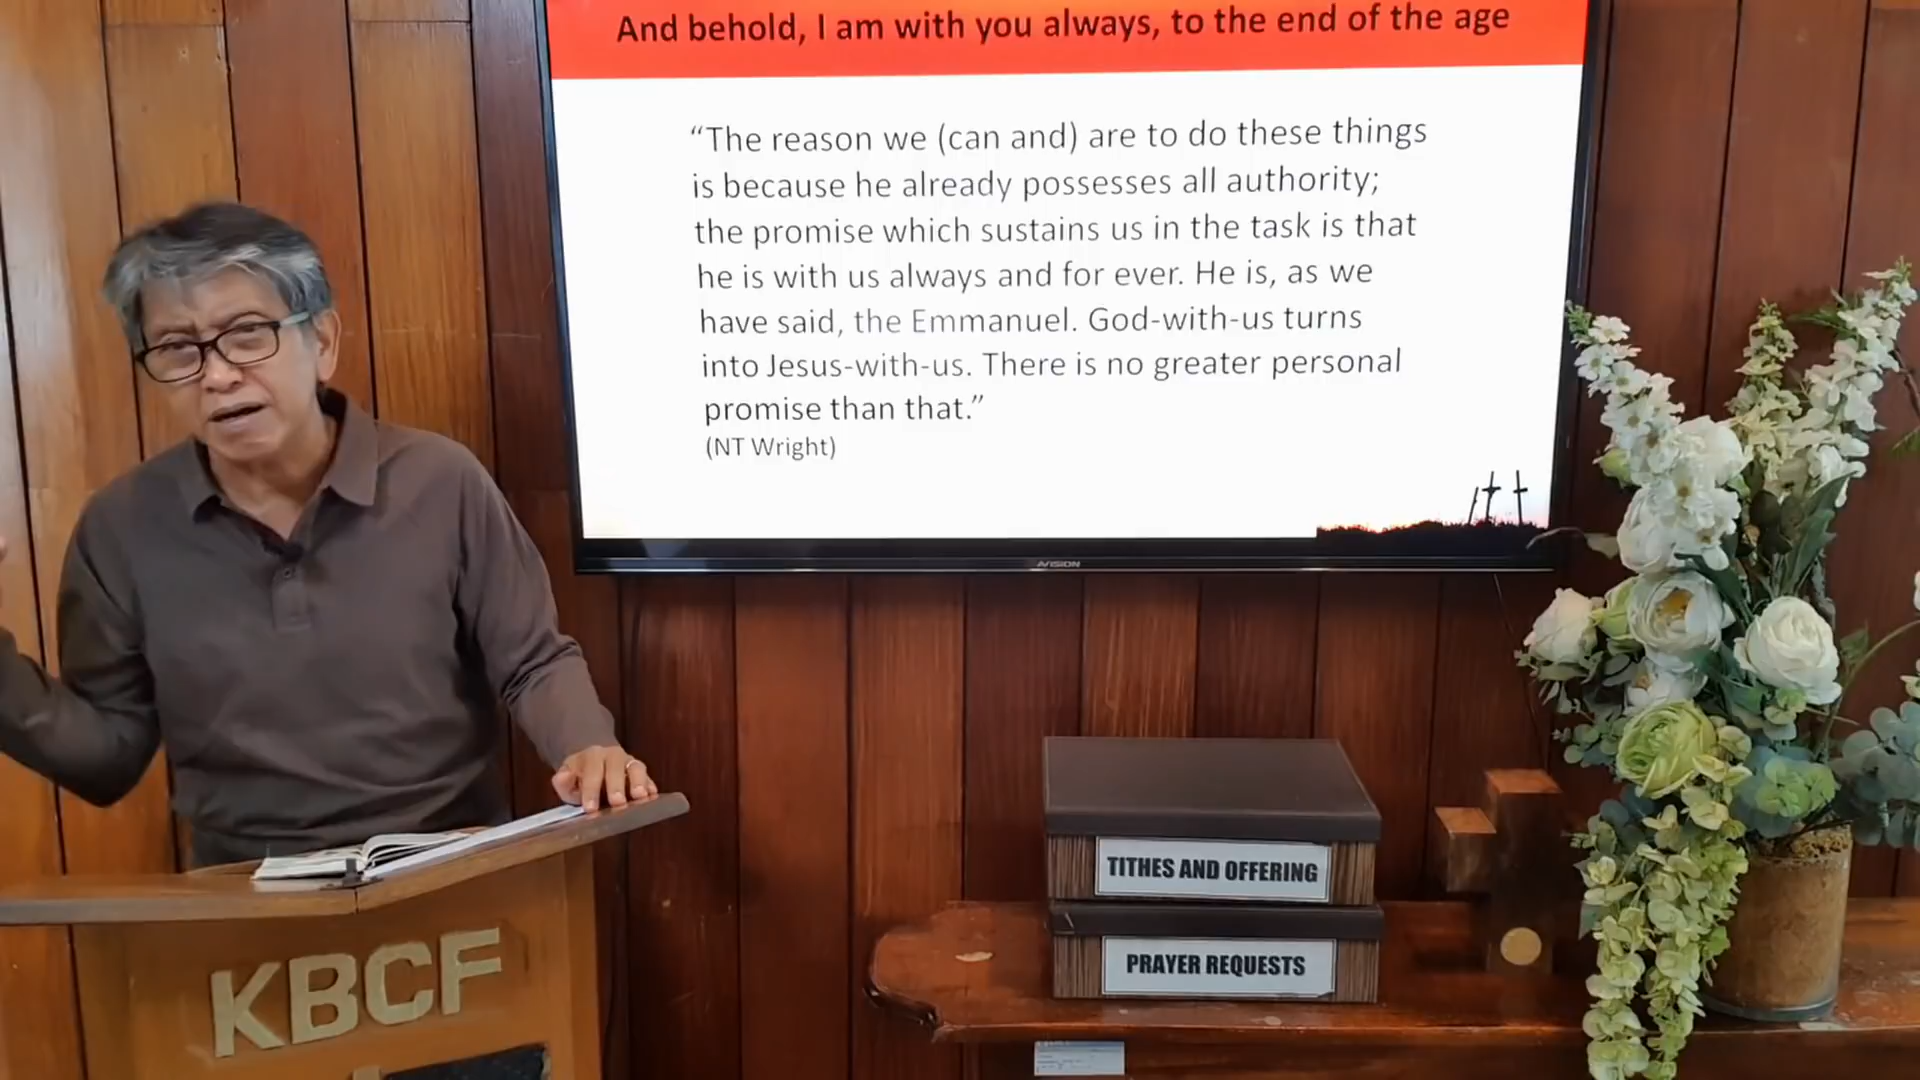 And behold, I am with you always, to the end of the age
“The reason we (can and) are to do these things
is because he already possesses all authority;
the promise which sustains us in the task is that
he is with us always and for ever. He is, as we
have said, the Emmanuel. God-with-us turns
into Jesus-with-us. There is no greater personal
promise than that.”
(NT Wright)
AVISION
TITHES AND OFFERING
PRAYER REQUESTS
KBCF